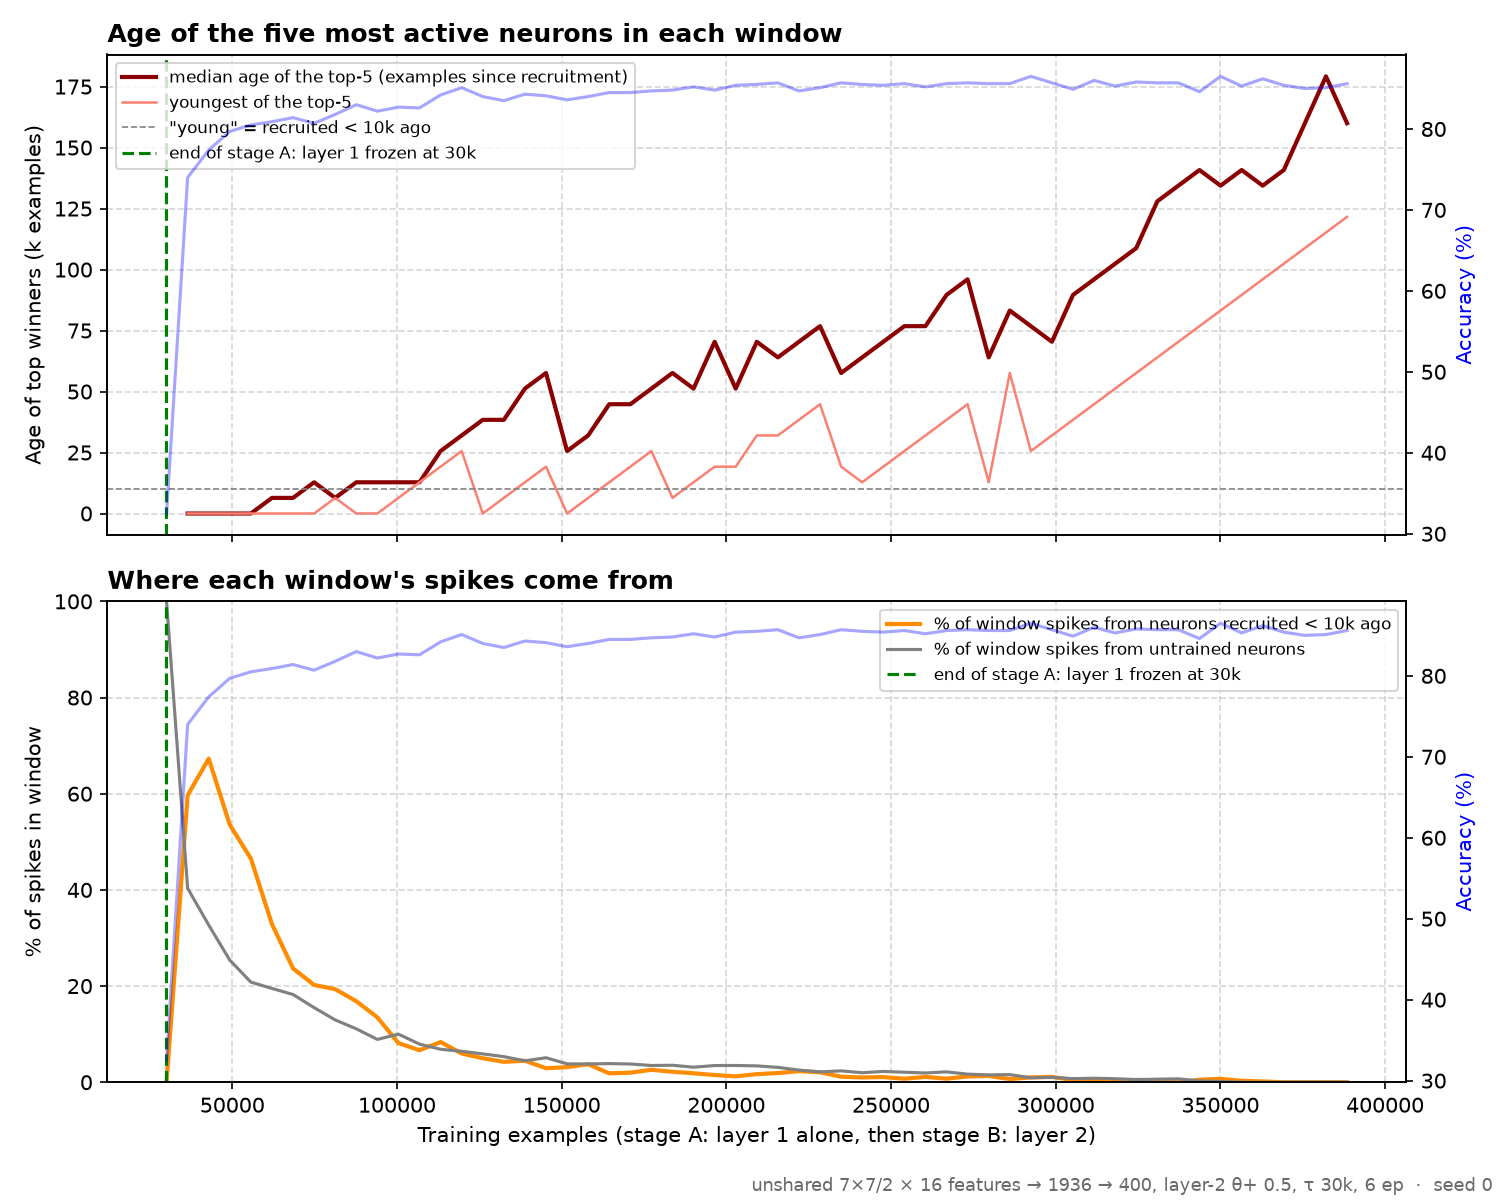 Age of the five most active neurons in each window
median age of the top-5 (examples since recruitment)
youngest of the top-5
"young" = recruited < 10k ago
end of stage A: layer 1 frozen at 30k
Age of top winners (k examples)
175
150
125
100
75
50
25
0
Accuracy (%)
80
70
60
50
40
30
Where each window's spikes come from
% of window spikes from neurons recruited < 10k ago
% of window spikes from untrained neurons
end of stage A: layer 1 frozen at 30k
% of spikes in window
100
80
60
40
20
0
Accuracy (%)
80
70
60
50
40
30
50000 100000 150000 200000 250000 300000 350000 400000
Training examples (stage A: layer 1 alone, then stage B: layer 2)
unshared 7×7/2 × 16 features → 1936 → 400, layer-2 θ+ 0.5, τ 30k, 6 ep · seed 0